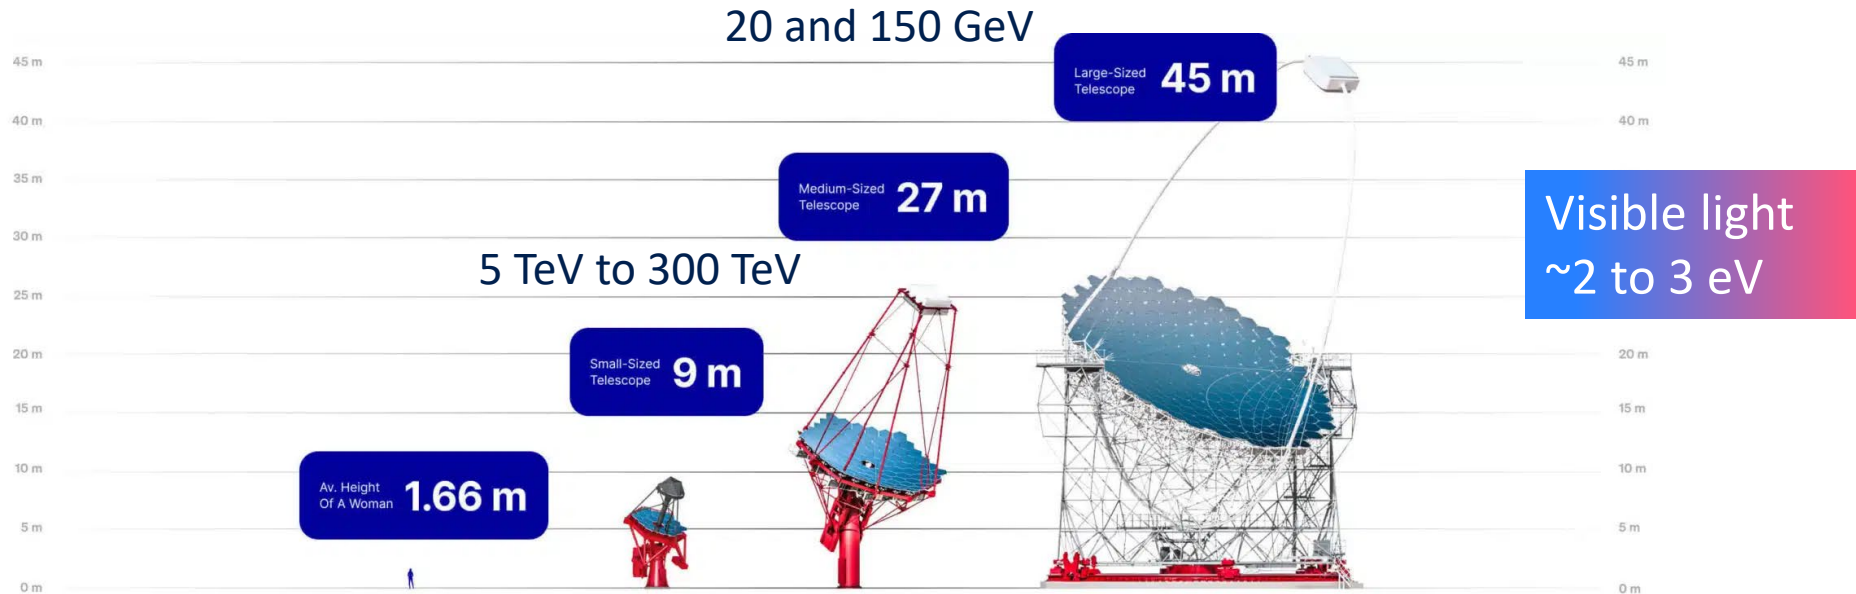 20 and 150 GeV
45 m
45 m
Large-Sized
Telescope
45 m
40 m
40 m
35 m
Medium-Sized
Telescope
27 m
Visible light
~2 to 3 eV
30 m
5 TeV to 300 TeV
25 m
20 m
20 m
Small-Sized
Telescope
9 m
15 m
15 m
10 m
10 m
Av. Height
Of A Woman
1.66 m
5 m
5 m
0 m
0 m